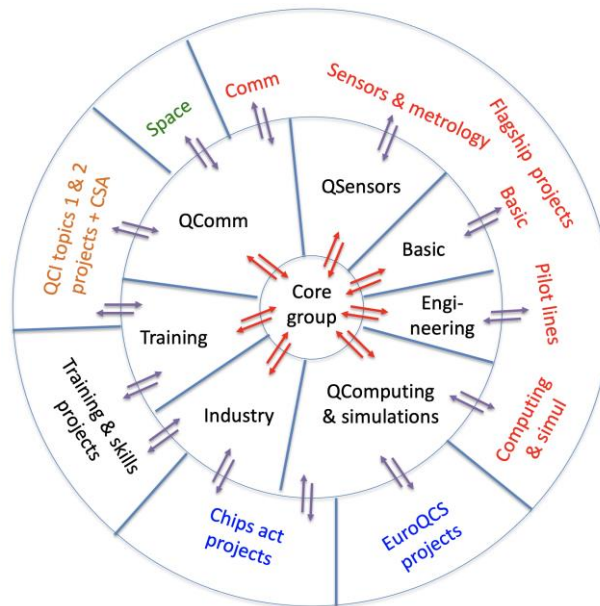 Space
Comm
Sensors & metrology
Flagship projects
Basic
Pilot lines
Computing
& simul
EuroQCS
projects
Chips act
projects
Training & skills
projects
QCI topics 1 & 2
projects + CSA
QComm
QSensors
Basic
Engi-
neering
QComputing
& simulations
Industry
Training
Core
group